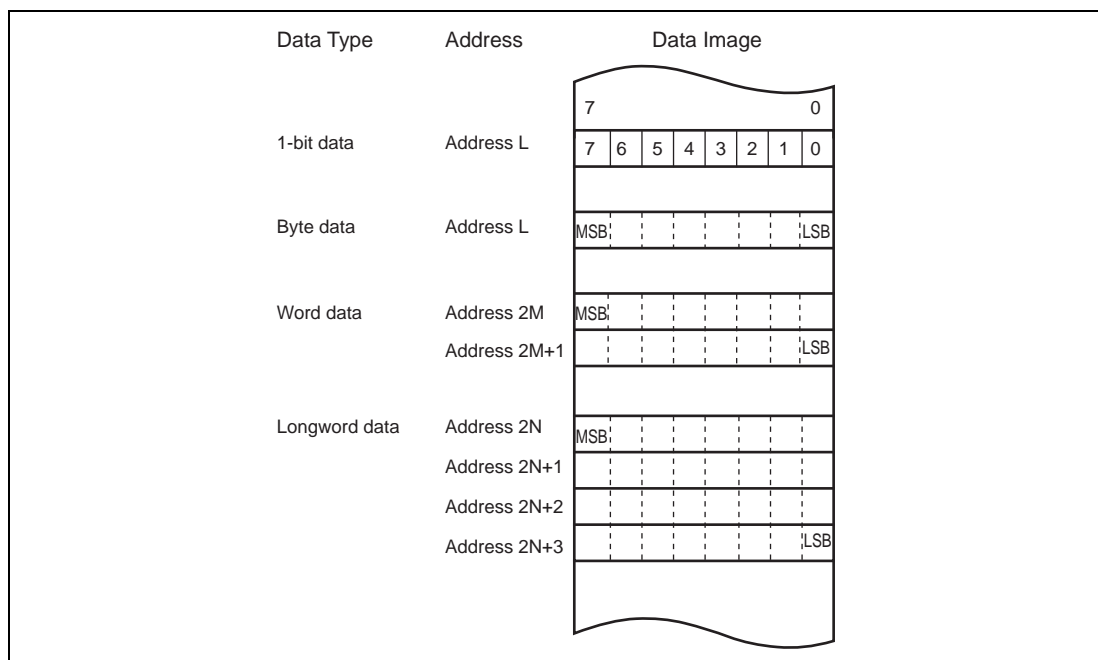 Data Type Address Data Image
7 0
1-bit data Address L 7 6 5 4 3 2 1 0
Byte data Address L MSB LSB
Word data Address 2M MSB
Address 2M+1 LSB
Longword data Address 2N MSB
Address 2N+1
Address 2N+2
Address 2N+3 LSB